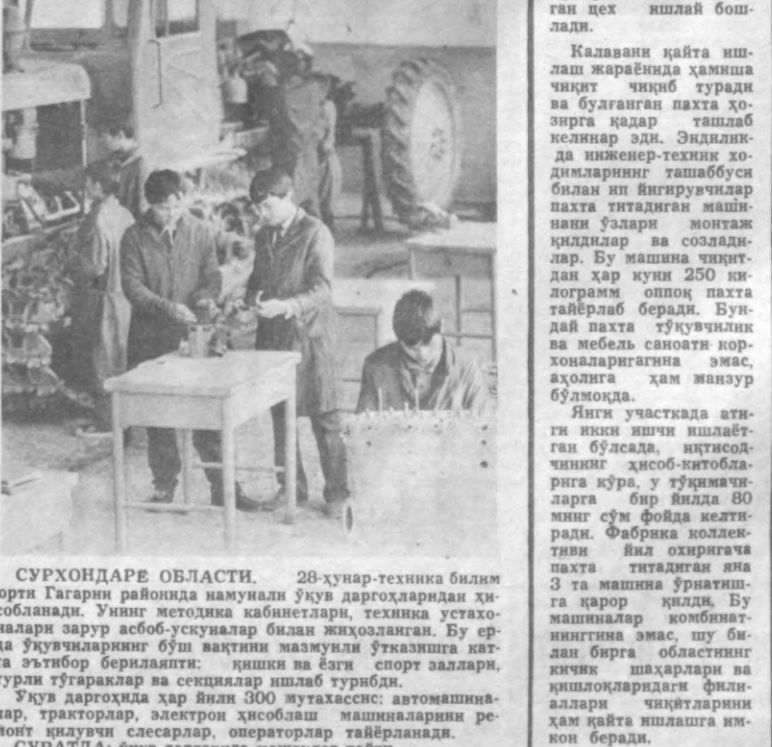 СУРХОНДАРЁ ОБЛАСТИ. 28-ҳунар-техника билим
юрти Гагарин районида намунали ўқув даргоҳларидан ҳи-
собланади. Унинг методика кабинетлари, техника устахо-
налари зарур асбоб-ускуналар билан жиҳозланган. Бу ер-
да ўқувчиларнинг бўш вақтини мазмунли ўтказишга кат-
та эътибор берилаяпти: қишки ва ёзги спорт заллари,
турли тўгараклар ва секциялар ишлаб турибди.
Ўқув даргоҳида ҳар йили 300 мутахассис: автомашина-
лар, тракторлар, электрон ҳисоблаш машиналарини ре-
монт қилувчи слесарлар, операторлар тайёрланади.
СУРАТДА:
ган цех ишлай бош-
лади.
Калавани қайта иш-
лаш жараёнида ҳамиша
чиқит чиқиб туради
ва булғанган пахта ҳо-
зирга қадар ташлаб
келинар эди. Эндилик-
да инженер-техник хо-
димларнинг ташаббуси
билан ип йигирувчилар
пахта титадиган маши-
нани ўзлари монтаж
қилдилар ва созлади-
лар. Бу машина чиқит-
дан ҳар куни 250 ки-
лограмм оппоқ пахта
тайёрлаб беради. Бун-
дай пахта тўқувчилик
ва мебель саноати кор-
хоналаригагина эмас,
аҳолига ҳам манзур
бўлмоқда.
Янги участкада ати-
ги икки ишчи ишлаёт-
ган бўлсада, иқтисод-
чининг ҳисоб-китобла-
рига кўра, у тўқимачи-
ларга бир йилда 80
минг сўм фойда келти-
ради. Фабрика коллек-
тиви йил охиригача
пахта титадиган яна
3 та машина ўрнатиш-
га қарор қилди. Бу
машиналар комбинат-
нинггина эмас, шу би-
лан бирга областнинг
кичик шаҳарлари ва
қишлоқларидаги фили-
аллари чиқитларини
ҳам қайта ишлашга им-
кон беради.